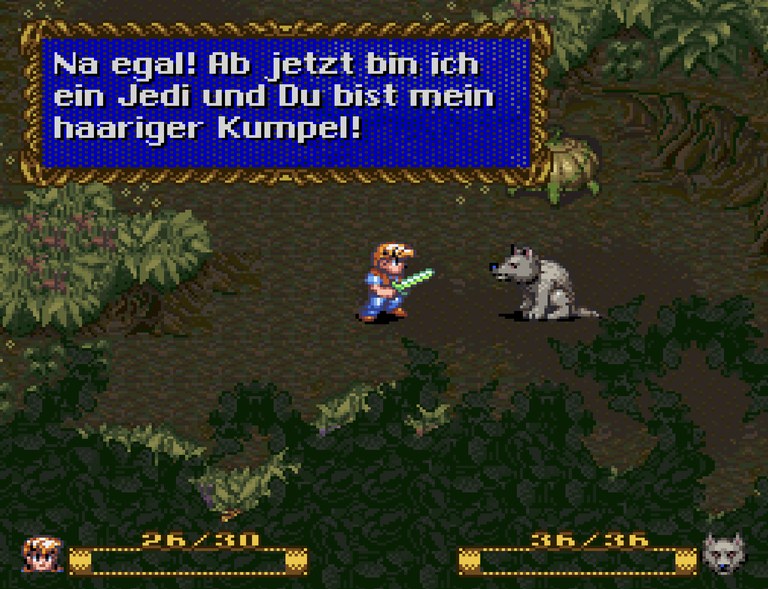 Na egal! Ab jetzt bin ich
ein Jedi und Du bist mein
haariger Kumpel!
26/30
36/36